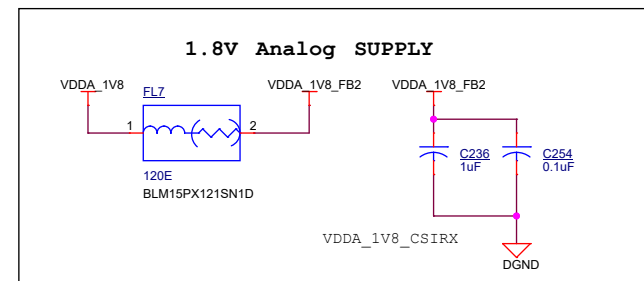 1.8V Analog SUPPLY
VDDA_1V8
FL7
VDDA_1V8_FB2
VDDA_1V8_FB2
1
2
120E
BLM15PX121SN1D
C236
1uF
C254
0.1uF
VDDA_1V8_CSIRX
DGND